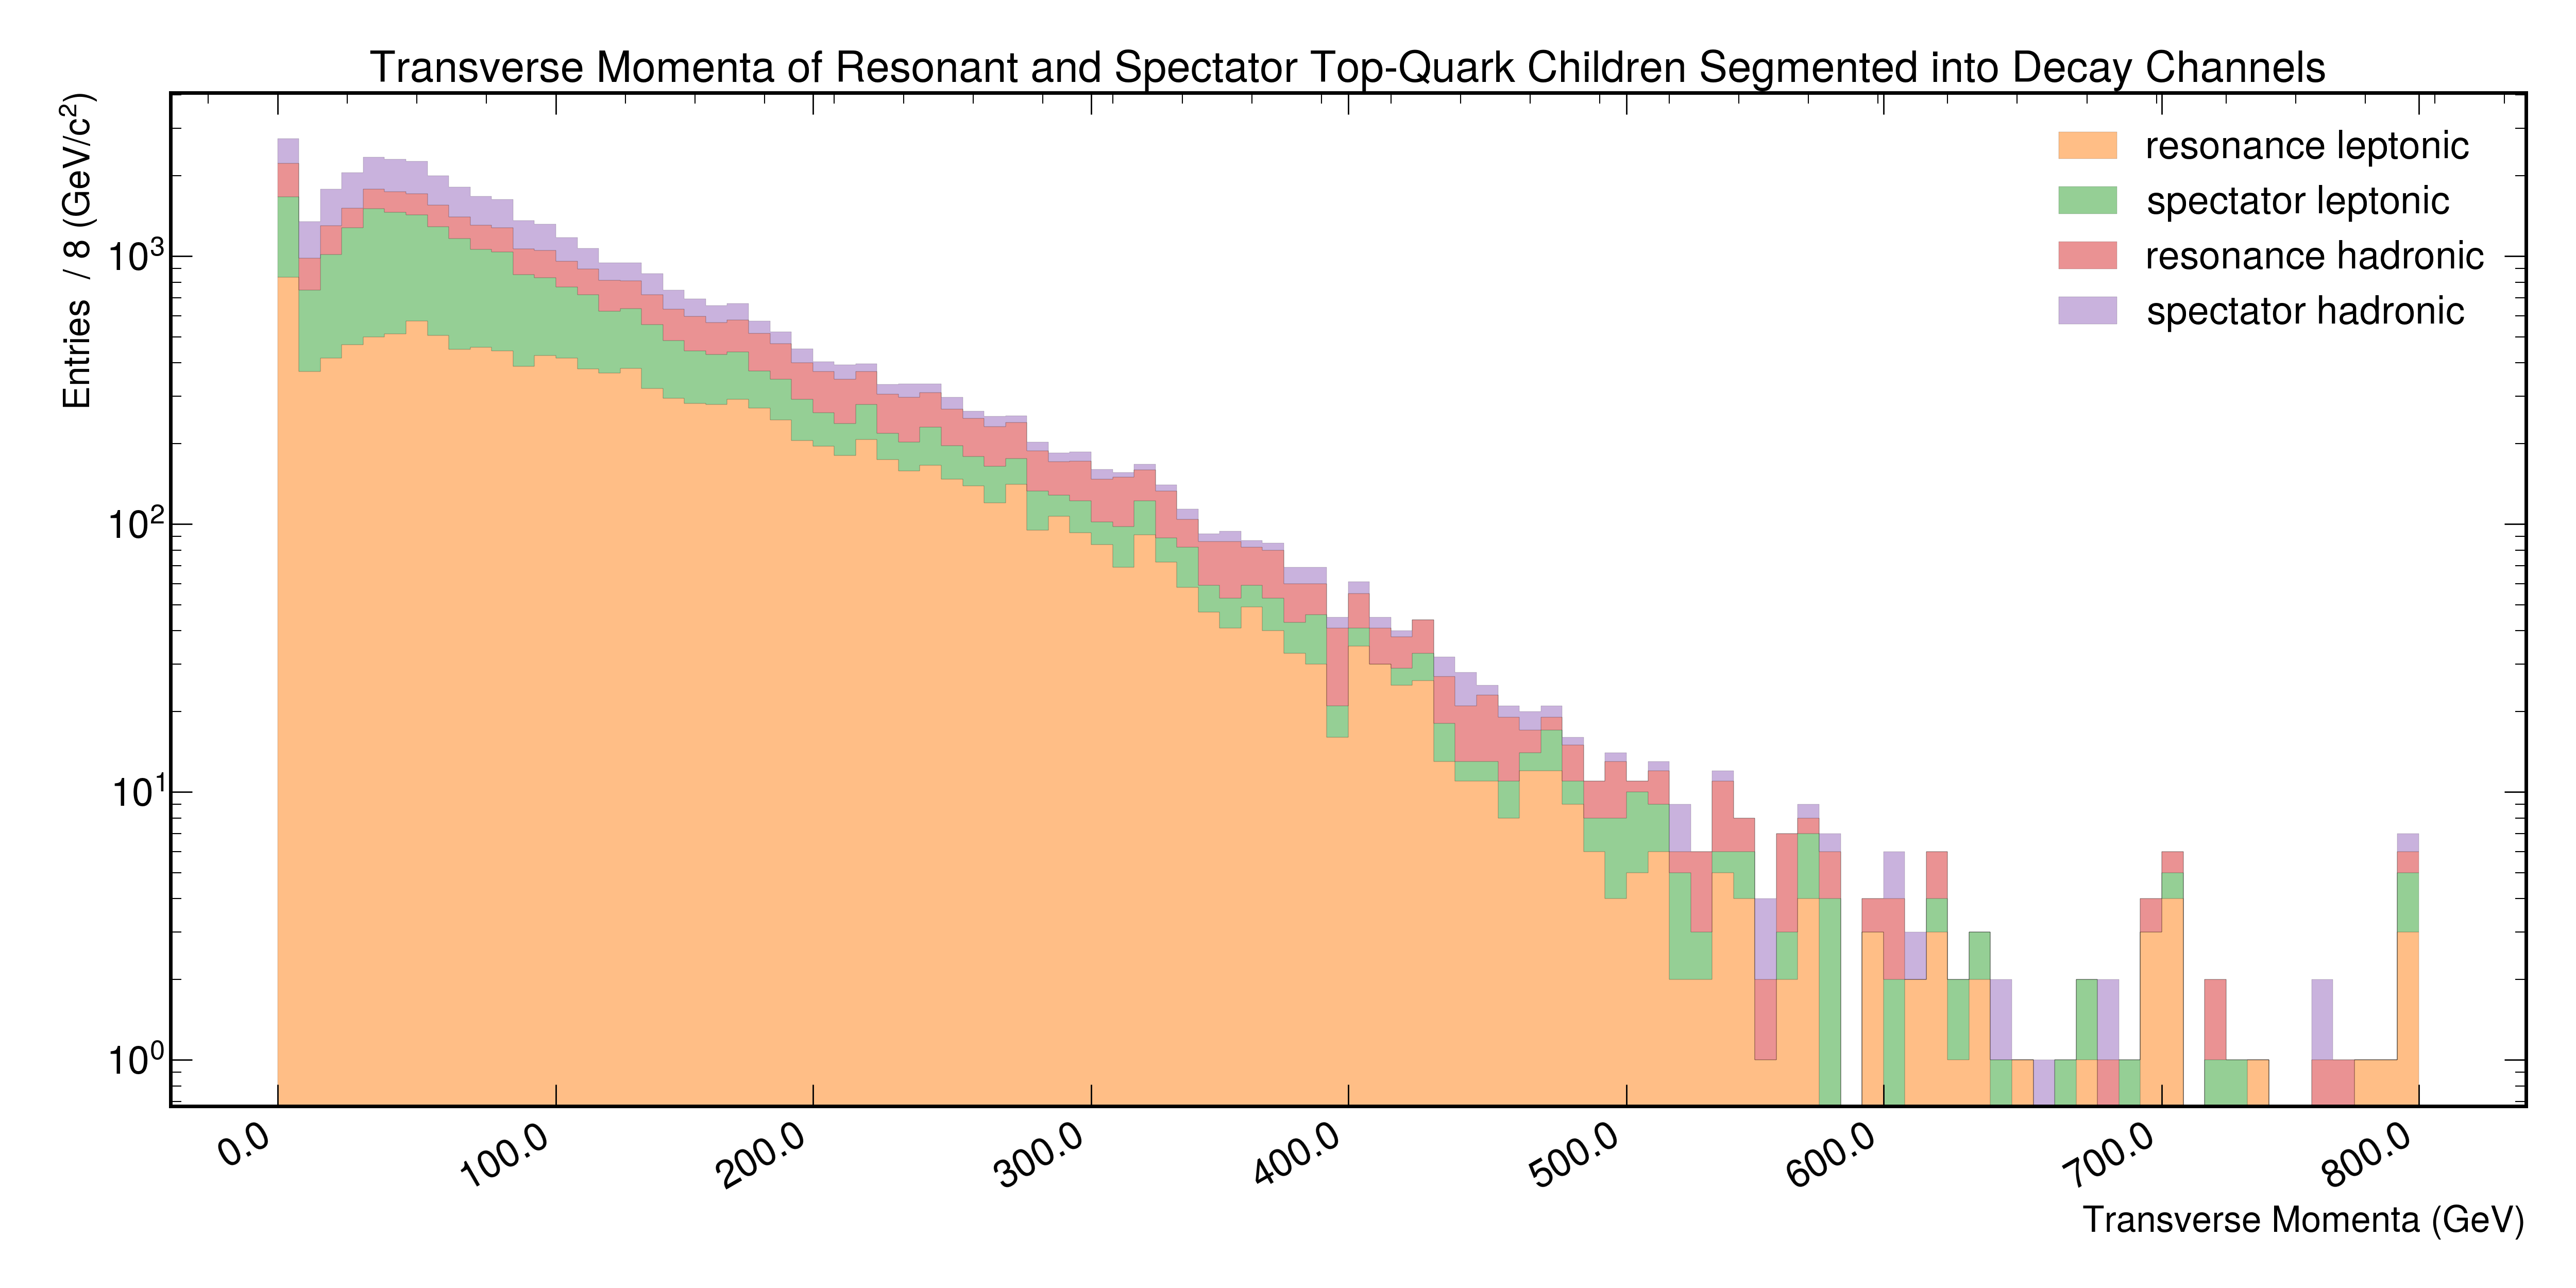 Transverse Momenta of Resonant and Spectator Top-Quark Children Segmented into Decay Channels
Entries / 8 (GeV/c²)
resonance leptonic
spectator leptonic
resonance hadronic
spectator hadronic
10³
10²
10¹
10⁰
0.0 100.0 200.0 300.0 400.0 500.0 600.0 700.0 800.0
Transverse Momenta (GeV)